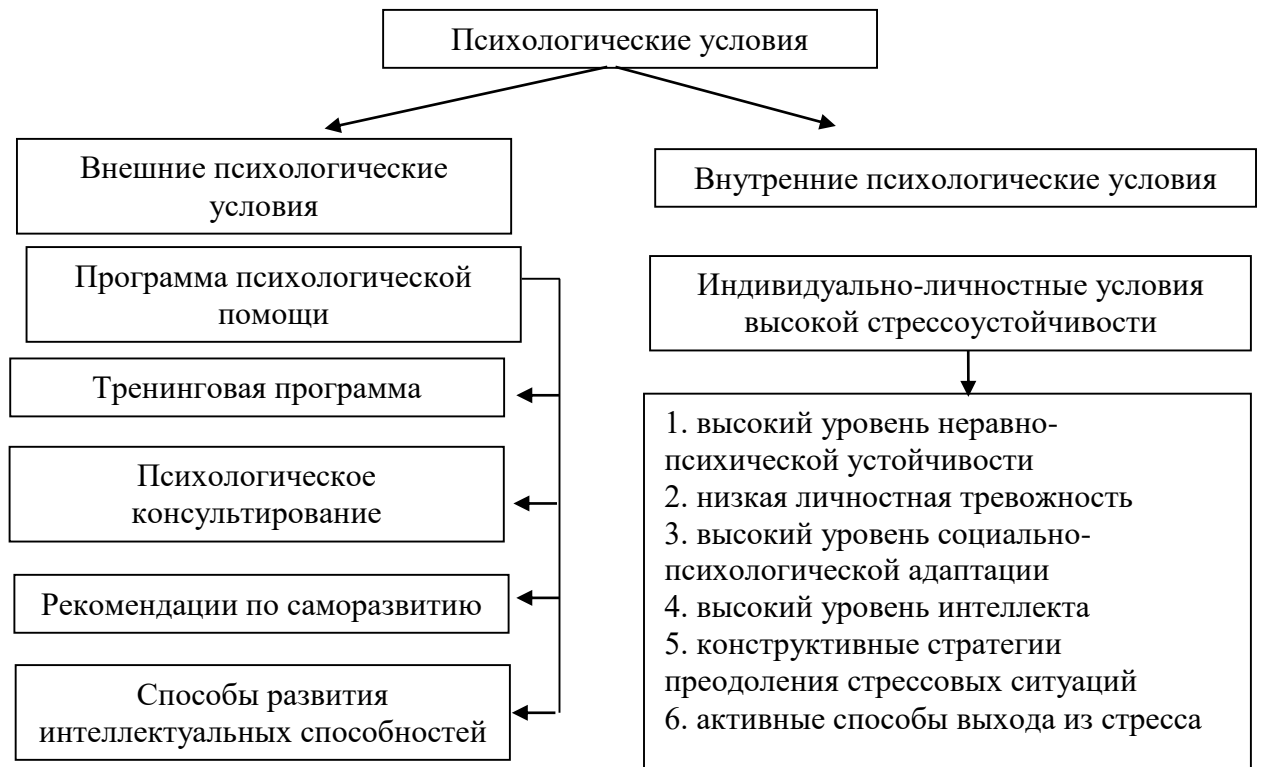 Психологические условия
Внешние психологические
условия
Внутренние психологические условия
Программа психологической
помощи
Тренинговая программа
Психологическое
консультирование
Рекомендации по саморазвитию
Способы развития
интеллектуальных способностей
Индивидуально-личностные условия
высокой стрессоустойчивости
1. высокий уровень неравно-
психической устойчивости
2. низкая личностная тревожность
3. высокий уровень социально-
психологической адаптации
4. высокий уровень интеллекта
5. конструктивные стратегии
преодоления стрессовых ситуаций
6. активные способы выхода из стресса